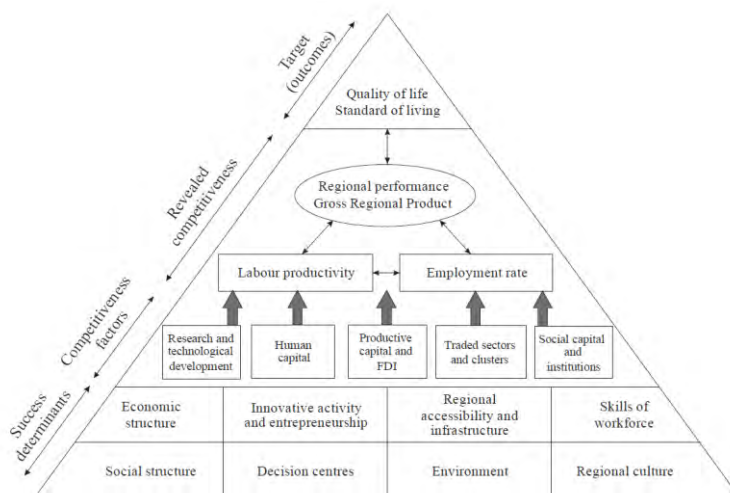 Target
(outcomes)
Quality of life
Standard of living
Revealed
competitiveness
Regional performance
Gross Regional Product
Labour productivity
Employment rate
Competitiveness
factors
Research and
technological
development
Human
capital
Productive
capital and
FDI
Traded sectors
and clusters
Social capital
and
institutions
Success
determinants
Economic
structure
Innovative activity
and entrepreneurship
Regional
accessibility and
infrastructure
Skills of
workforce
Social structure
Decision centres
Environment
Regional culture